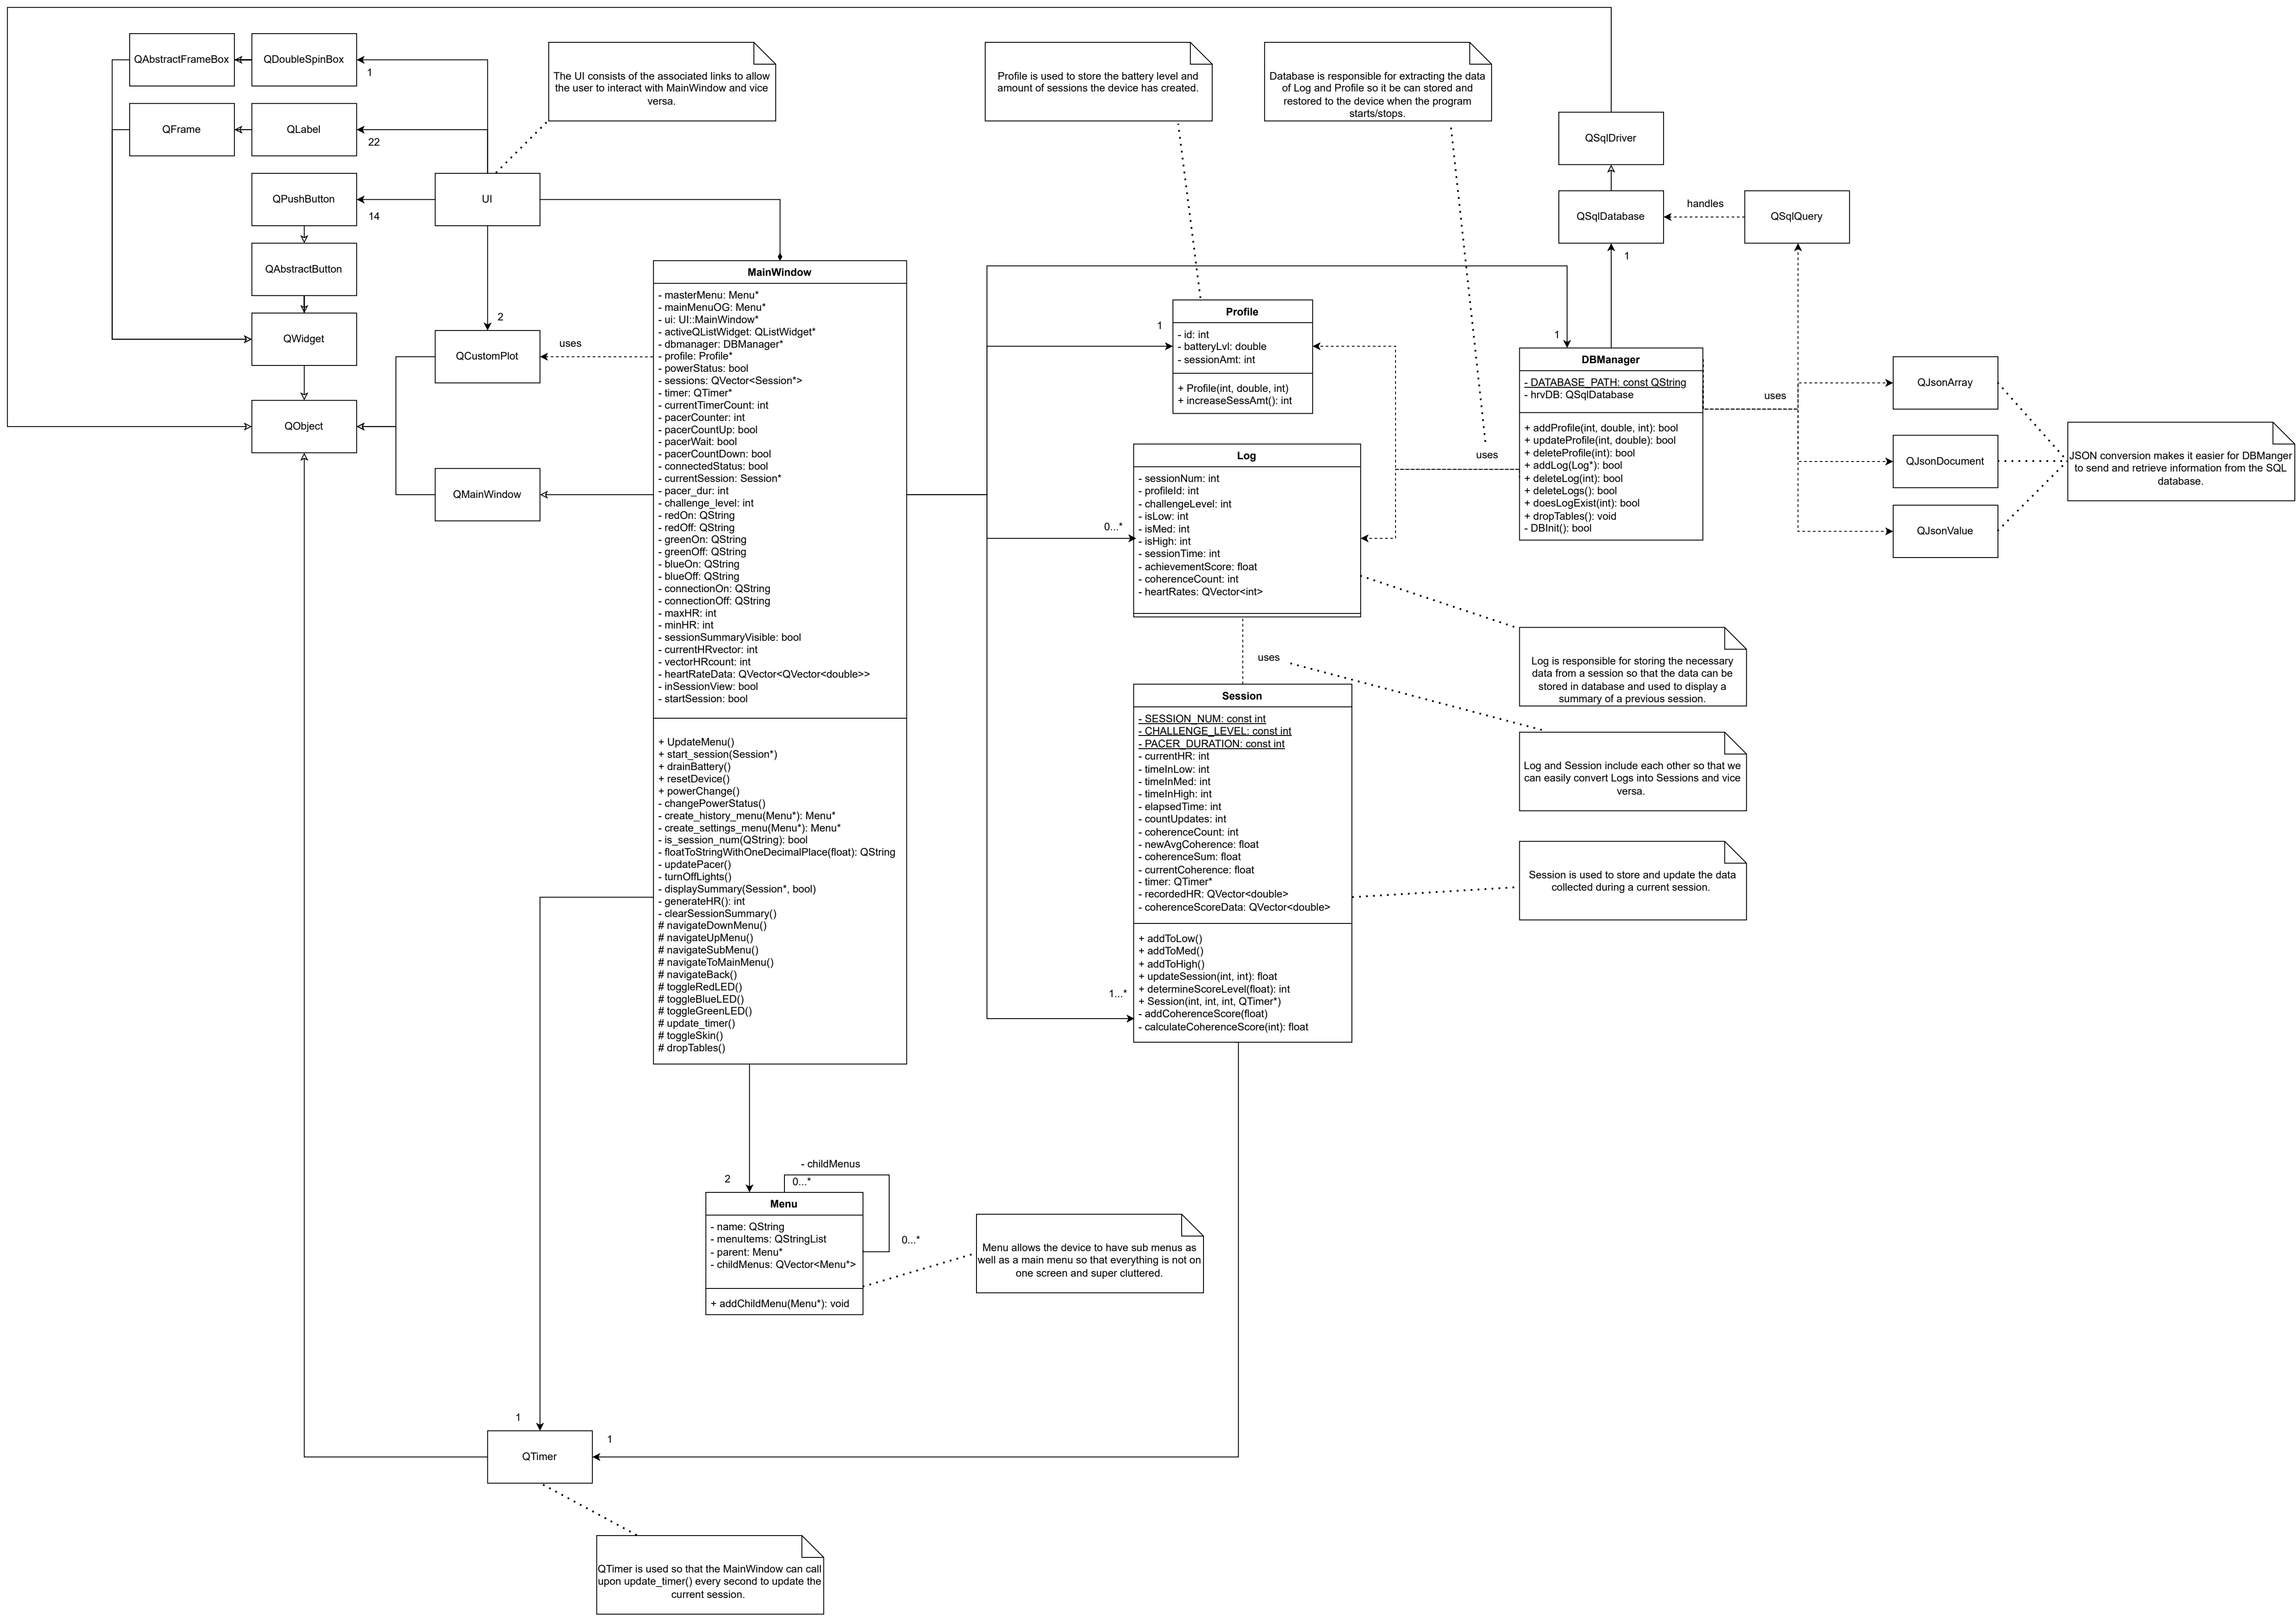 QAbstractFrameBox
QDoubleSpinBox
1
QFrame
QLabel
22
QPushButton
14
UI
QAbstractButton
QWidget
QObject
2
QCustomPlot
uses
QMainWindow
The UI consists of the associated links to allow
the user to interact with MainWindow and vice
versa.
Profile is used to store the battery level and
amount of sessions the device has created.
Database is responsible for extracting the data
of Log and Profile so it be can stored and
restored to the device when the program
starts/stops.
QSqlDriver
QSqlDatabase
handles
QSqlQuery
1
MainWindow
- masterMenu: Menu*
- mainMenuOG: Menu*
- ui: UI::MainWindow*
- activeQListWidget: QListWidget*
- dbmanager: DBManager*
- profile: Profile*
- powerStatus: bool
- sessions: QVector<Session*>
- timer: QTimer*
- currentTimerCount: int
- pacerCounter: int
- pacerCountUp: bool
- pacerWait: bool
- pacerCountDown: bool
- connectedStatus: bool
- currentSession: Session*
- pacer_dur: int
- challenge_level: int
- redOn: QString
- redOff: QString
- greenOn: QString
- greenOff: QString
- blueOn: QString
- blueOff: QString
- connectionOn: QString
- connectionOff: QString
- maxHR: int
- minHR: int
- sessionSummaryVisible: bool
- currentHRvector: int
- vectorHRcount: int
- heartRateData: QVector<QVector<double>>
- inSessionView: bool
- startSession: bool
+ UpdateMenu()
+ start_session(Session*)
+ drainBattery()
+ resetDevice()
+ powerChange()
- changePowerStatus()
- create_history_menu(Menu*): Menu*
- create_settings_menu(Menu*): Menu*
- is_session_num(QString): bool
- floatToStringWithOneDecimalPlace(float): QString
- updatePacer()
- turnOffLights()
- displaySummary(Session*, bool)
- generateHR(): int
- clearSessionSummary()
# navigateDownMenu()
# navigateUpMenu()
# navigateSubMenu()
# navigateToMainMenu()
# navigateBack()
# toggleRedLED()
# toggleBlueLED()
# toggleGreenLED()
# update_timer()
# toggleSkin()
# dropTables()
1
Profile
- id: int
- batteryLvl: double
- sessionAmt: int
+ Profile(int, double, int)
+ increaseSessAmt(): int
1
DBManager
- DATABASE_PATH: const QString
- hrvDB: QSqlDatabase
+ addProfile(int, double, int): bool
+ updateProfile(int, double): bool
+ deleteProfile(int): bool
+ addLog(Log*): bool
+ deleteLog(int): bool
+ deleteLogs(): bool
+ doesLogExist(int): bool
+ dropTables(): void
- DBInit(): bool
uses
uses
QJsonArray
QJsonDocument
QJsonValue
JSON conversion makes it easier for DBManger
to send and retrieve information from the SQL
database.
0...*
Log
- sessionNum: int
- profileId: int
- challengeLevel: int
- isLow: int
- isMed: int
- isHigh: int
- sessionTime: int
- achievementScore: float
- coherenceCount: int
- heartRates: QVector<int>
uses
Log is responsible for storing the necessary
data from a session so that the data can be
stored in database and used to display a
summary of a previous session.
Log and Session include each other so that we
can easily convert Logs into Sessions and vice
versa.
1...*
Session
- SESSION_NUM: const int
- CHALLENGE_LEVEL: const int
- PACER_DURATION: const int
- currentHR: int
- timeInLow: int
- timeInMed: int
- timeInHigh: int
- elapsedTime: int
- countUpdates: int
- coherenceCount: int
- newAvgCoherence: float
- coherenceSum: float
- currentCoherence: float
- timer: QTimer*
- recordedHR: QVector<double>
- coherenceScoreData: QVector<double>
+ addToLow()
+ addToMed()
+ addToHigh()
+ updateSession(int, int): float
+ determineScoreLevel(float): int
+ Session(int, int, int, QTimer*)
- addCoherenceScore(float)
- calculateCoherenceScore(int): float
Session is used to store and update the data
collected during a current session.
2
- childMenus
0...*
0...*
Menu
- name: QString
- menuItems: QStringList
- parent: Menu*
- childMenus: QVector<Menu*>
+ addChildMenu(Menu*): void
Menu allows the device to have sub menus as
well as a main menu so that everything is not on
one screen and super cluttered.
1
1
QTimer
QTimer is used so that the MainWindow can call
upon update_timer() every second to update the
current session.